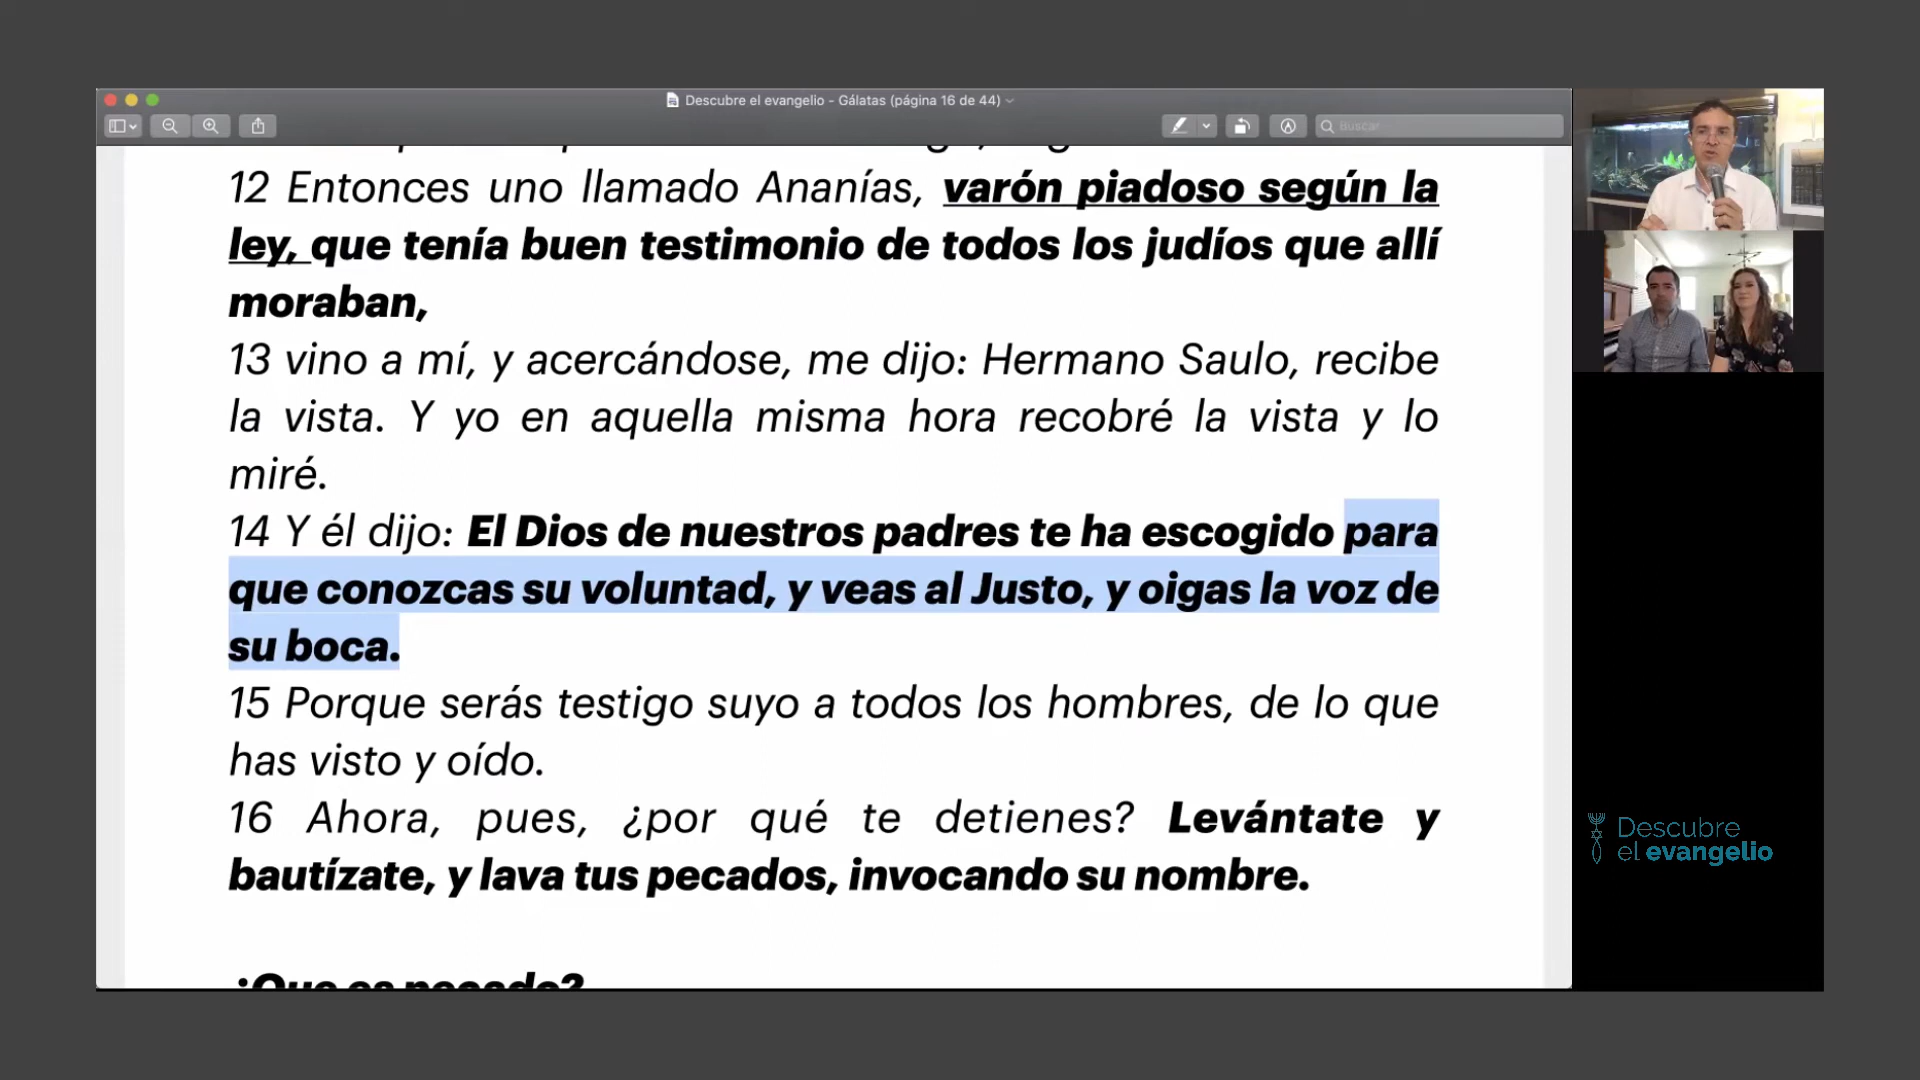 Descubre el evangelio - Gálatas (página 16 de 44)
Buscar
12 Entonces uno llamado Ananías, varón piadoso según la
ley, que tenía buen testimonio de todos los judíos que allí
moraban,
13 vino a mí, y acercándose, me dijo: Hermano Saulo, recibe
la vista. Y yo en aquella misma hora recobré la vista y lo
miré.
14 Y él dijo: El Dios de nuestros padres te ha escogido para
que conozcas su voluntad, y veas al Justo, y oigas la voz de
su boca.
15 Porque serás testigo suyo a todos los hombres, de lo que
has visto y oído.
16 Ahora, pues, ¿por qué te detienes? Levántate y
bautízate, y lava tus pecados, invocando su nombre.
¿Que es pecado?
Descubre
el evangelio